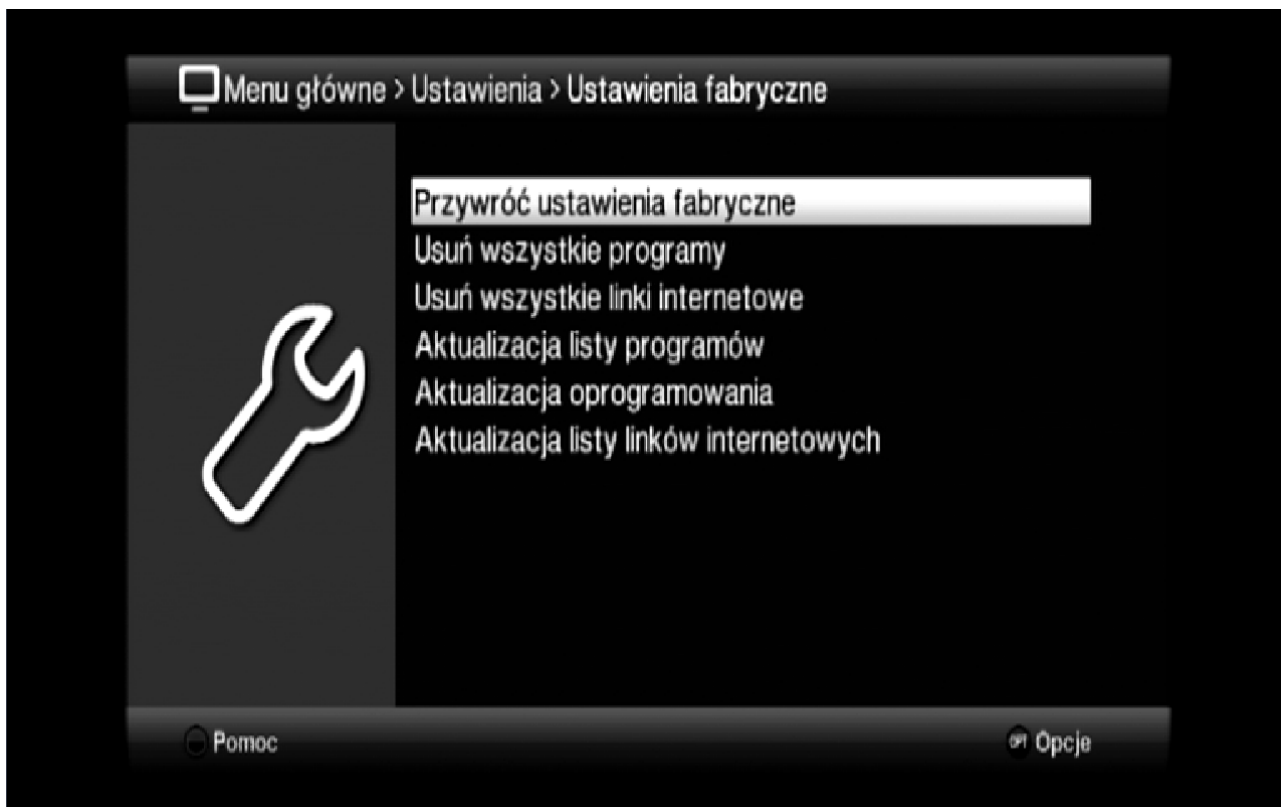 Menu główne > Ustawienia > Ustawienia fabryczne
Przywróć ustawienia fabryczne
Usuń wszystkie programy
Usuń wszystkie linki internetowe
Aktualizacja listy programów
Aktualizacja oprogramowania
Aktualizacja listy linków internetowych
Pomoc
OPT Opcje